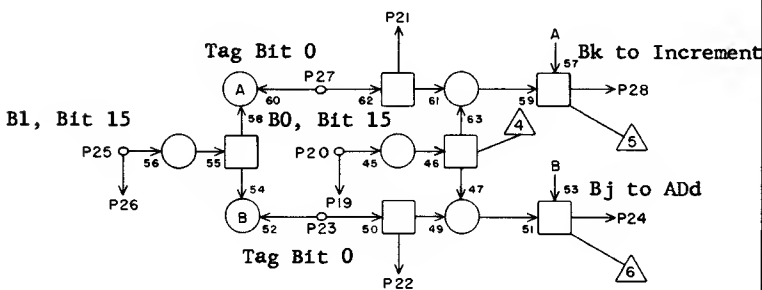 P21
A
Tag Bit 0
Bk to Increment
P27
57
A
60
62
61
59
P28
B1, Bit 15
58
B0, Bit 15
63
4
5
P25
56
55
P20
45
46
54
47
B
53
Bj to ADd
P26
P19
B
52
P23
50
49
51
P24
Tag Bit 0
6
P22